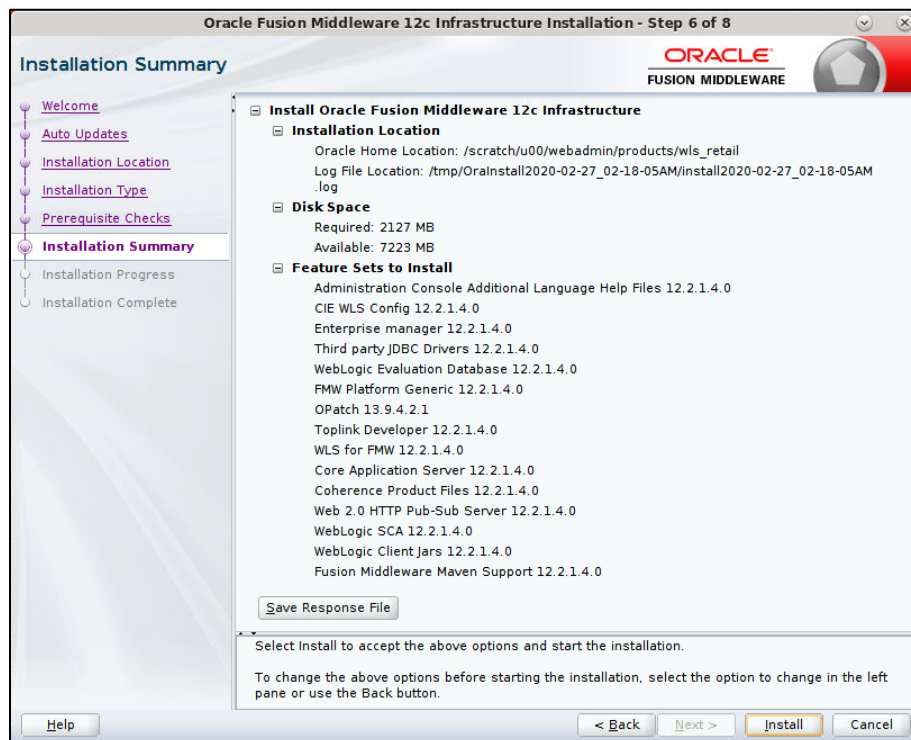 Oracle Fusion Middleware 12c Infrastructure Installation - Step 6 of 8
Installation Summary
ORACLE
FUSION MIDDLEWARE
Welcome
Auto Updates
Installation Location
Installation Type
Prerequisite Checks
Installation Summary
Installation Progress
Installation Complete
Install Oracle Fusion Middleware 12c Infrastructure
Installation Location
Oracle Home Location: /scratch/u00/webadmin/products/wls_retail
Log File Location: /tmp/OraInstall2020-02-27_02-18-05AM/install2020-02-27_02-18-05AM
.log
Disk Space
Required: 2127 MB
Available: 7223 MB
Feature Sets to Install
Administration Console Additional Language Help Files 12.2.1.4.0
CIE WLS Config 12.2.1.4.0
Enterprise manager 12.2.1.4.0
Third party JDBC Drivers 12.2.1.4.0
WebLogic Evaluation Database 12.2.1.4.0
FMW Platform Generic 12.2.1.4.0
OPatch 13.9.4.2.1
Toplink Developer 12.2.1.4.0
WLS for FMW 12.2.1.4.0
Core Application Server 12.2.1.4.0
Coherence Product Files 12.2.1.4.0
Web 2.0 HTTP Pub-Sub Server 12.2.1.4.0
WebLogic SCA 12.2.1.4.0
WebLogic Client Jars 12.2.1.4.0
Fusion Middleware Maven Support 12.2.1.4.0
Save Response File
Select Install to accept the above options and start the installation.
To change the above options before starting the installation, select the option to change in the left
pane or use the Back button.
Help
< Back
Next >
Install
Cancel